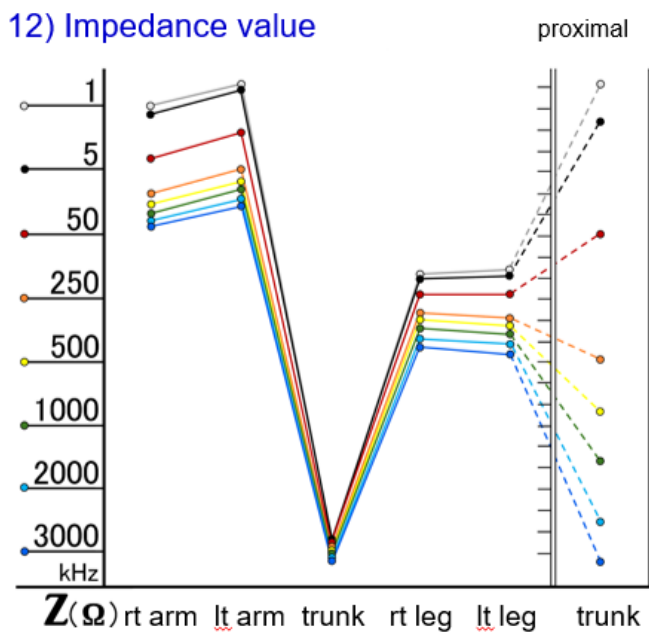 12) Impedance value
proximal
1
5
50
250
500
1000
2000
3000
kHz
Z(Ω) rt arm lt arm trunk rt leg lt leg trunk